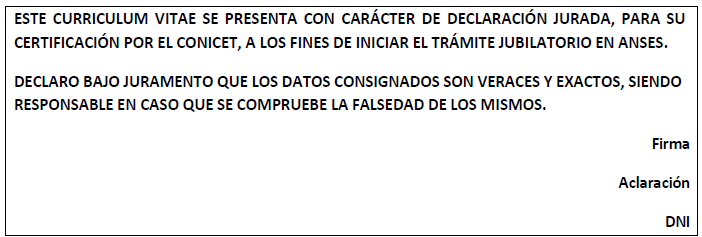 ESTE CURRICULUM VITAE SE PRESENTA CON CARÁCTER DE DECLARACIÓN JURADA, PARA SU
CERTIFICACIÓN POR EL CONICET, A LOS FINES DE INICIAR EL TRÁMITE JUBILATORIO EN ANSES.
DECLARO BAJO JURAMENTO QUE LOS DATOS CONSIGNADOS SON VERACES Y EXACTOS, SIENDO
RESPONSABLE EN CASO QUE SE COMPRUEBE LA FALSEDAD DE LOS MISMOS.
Firma
Aclaración
DNI